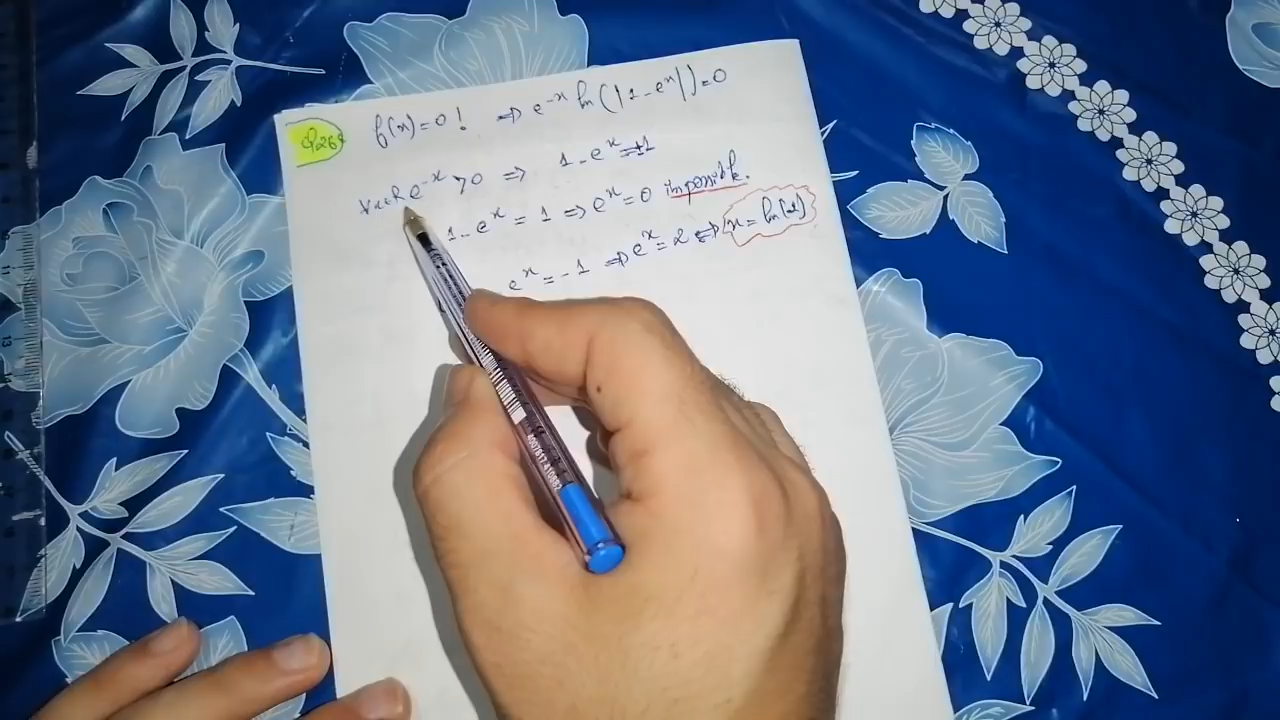 f(x)=0! ⇒ e^-x ln(|1-e^x|)=0
∀x∈ℝ e^-x >0 ⇒ 1-e^x = ±1
1-e^x = 1 ⇒ e^x = 0 impossible.
e^x = -1 ⇒ e^x = 2 ⇔ x = ln(2)